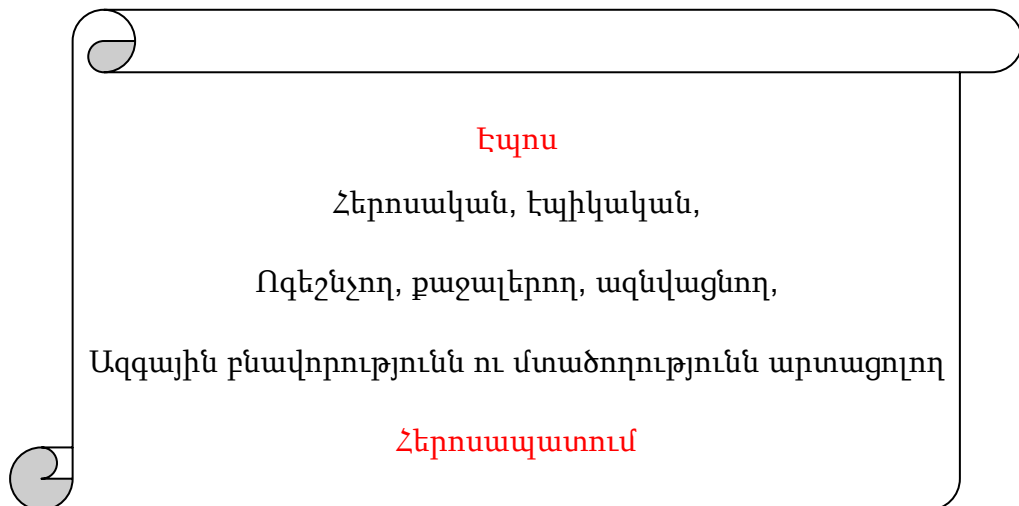 Էպոս
Հերոսական, էպիկական,
Ոգեշնչող, քաջալերող, ազնվացնող,
Ազգային բնավորությունն ու մտածողությունն արտացոլող
Հերոսապատում